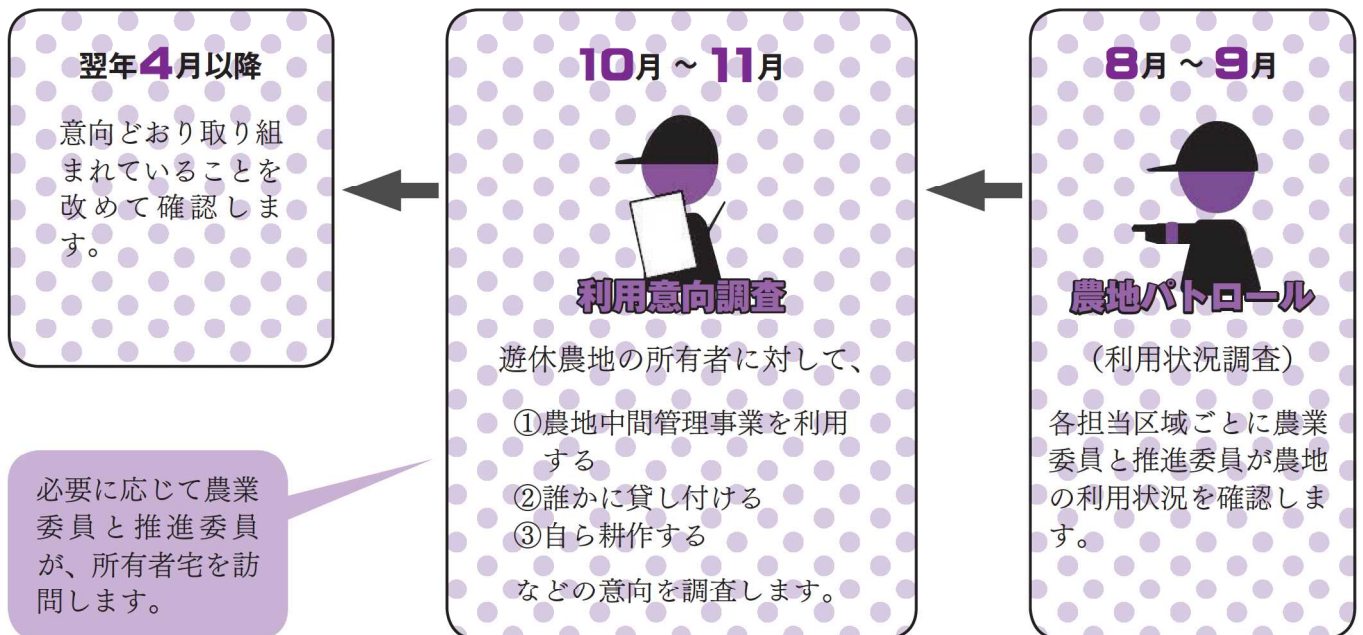 8月～9月
農地パトロール
（利用状況調査）
各担当区域ごとに農業
委員と推進委員が農地
の利用状況を確認しま
す。
10月～11月
利用意向調査
遊休農地の所有者に対して、
①農地中間管理事業を利用
する
②誰かに貸し付ける
③自ら耕作する
などの意向を調査します。
必要に応じて農業
委員と推進委員
が、所有者宅を訪
問します。
翌年4月以降
意向どおり取り組
まれていることを
改めて確認しま
す。